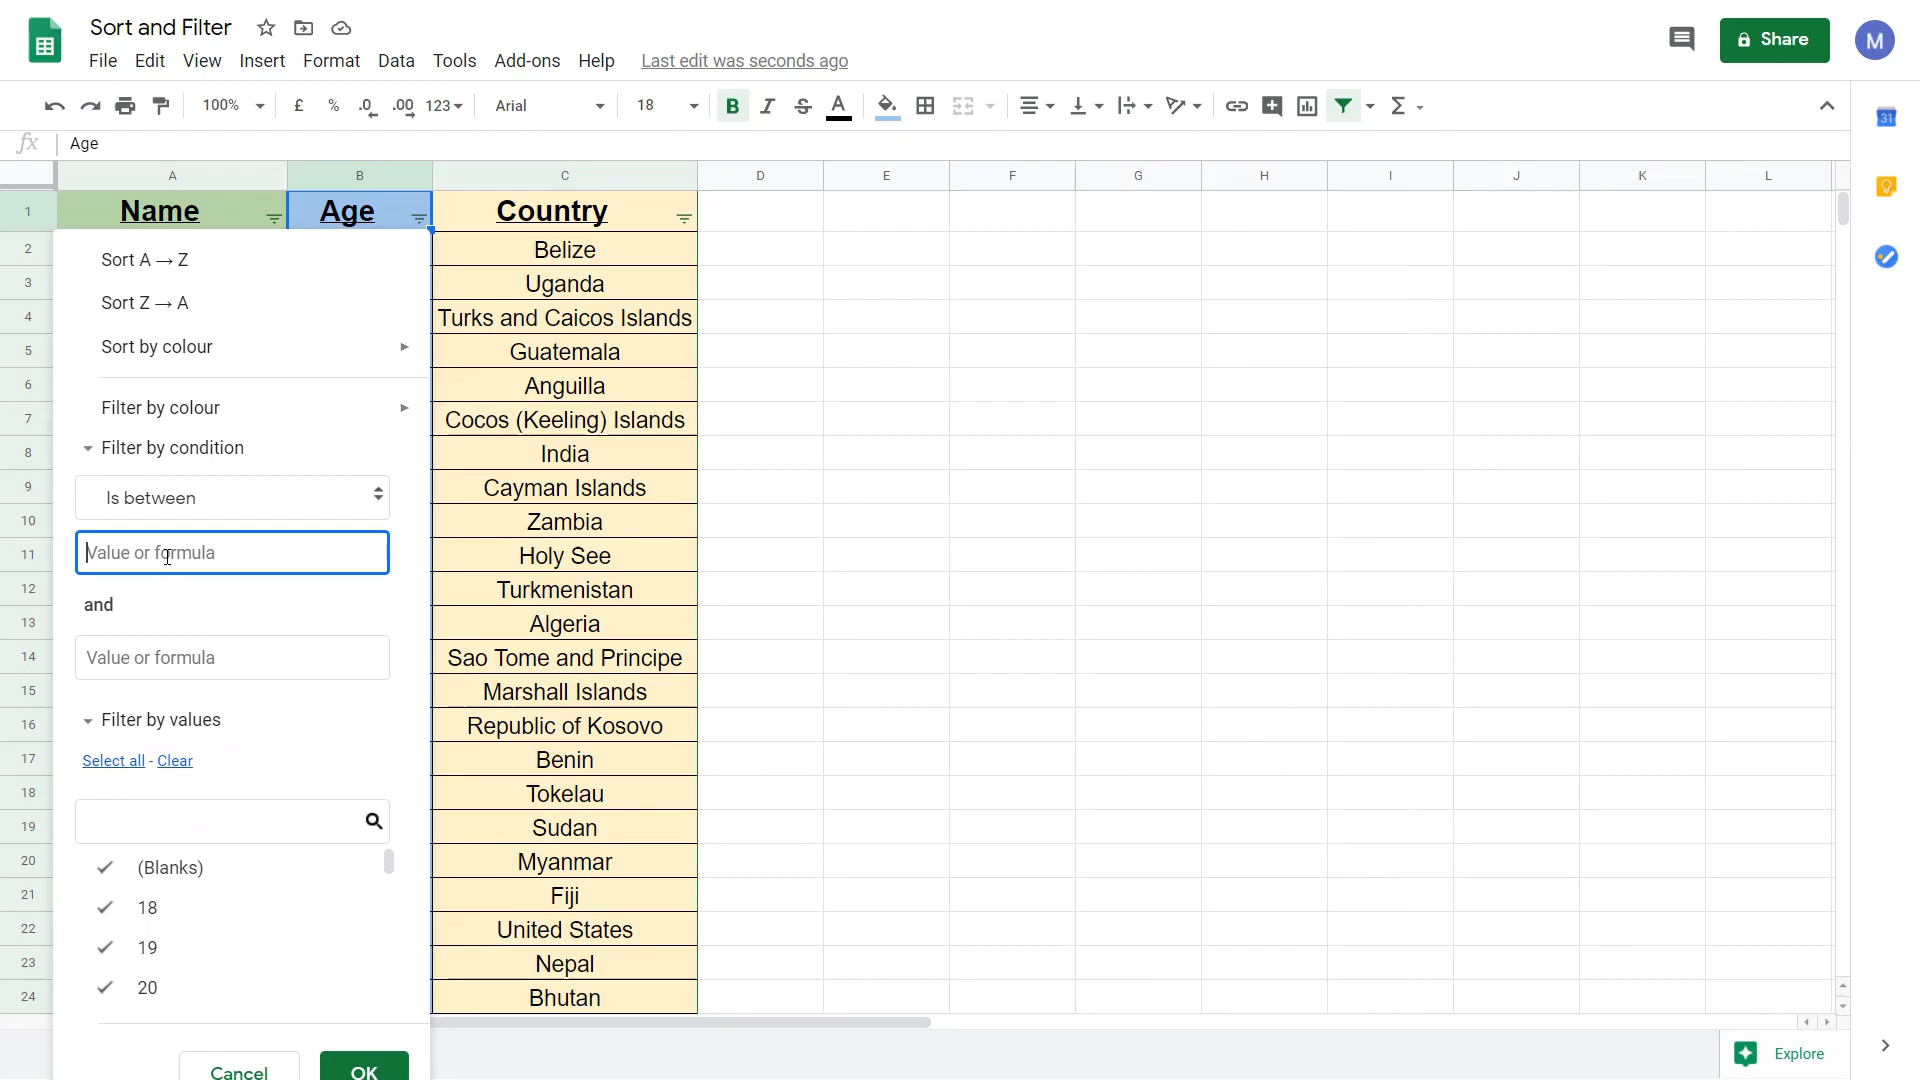 Sort and Filter
File Edit View Insert Format Data Tools Add-ons Help Last edit was seconds ago
Share
M
100% £ % .0 .00 123 Arial 18 B I S A Σ
31
fx Age
A B C D E F G H I J K L
1 Name Age Country
2 Belize
3 Uganda
4 Turks and Caicos Islands
5 Guatemala
6 Anguilla
7 Cocos (Keeling) Islands
8 India
9 Cayman Islands
10 Zambia
11 Holy See
12 Turkmenistan
13 Algeria
14 Sao Tome and Principe
15 Marshall Islands
16 Republic of Kosovo
17 Benin
18 Tokelau
19 Sudan
20 Myanmar
21 Fiji
22 United States
23 Nepal
24 Bhutan
Sort A → Z
Sort Z → A
Sort by colour
Filter by colour
Filter by condition
Is between
Value or formula
and
Value or formula
Filter by values
Select all - Clear
(Blanks)
18
19
20
Cancel OK
Explore